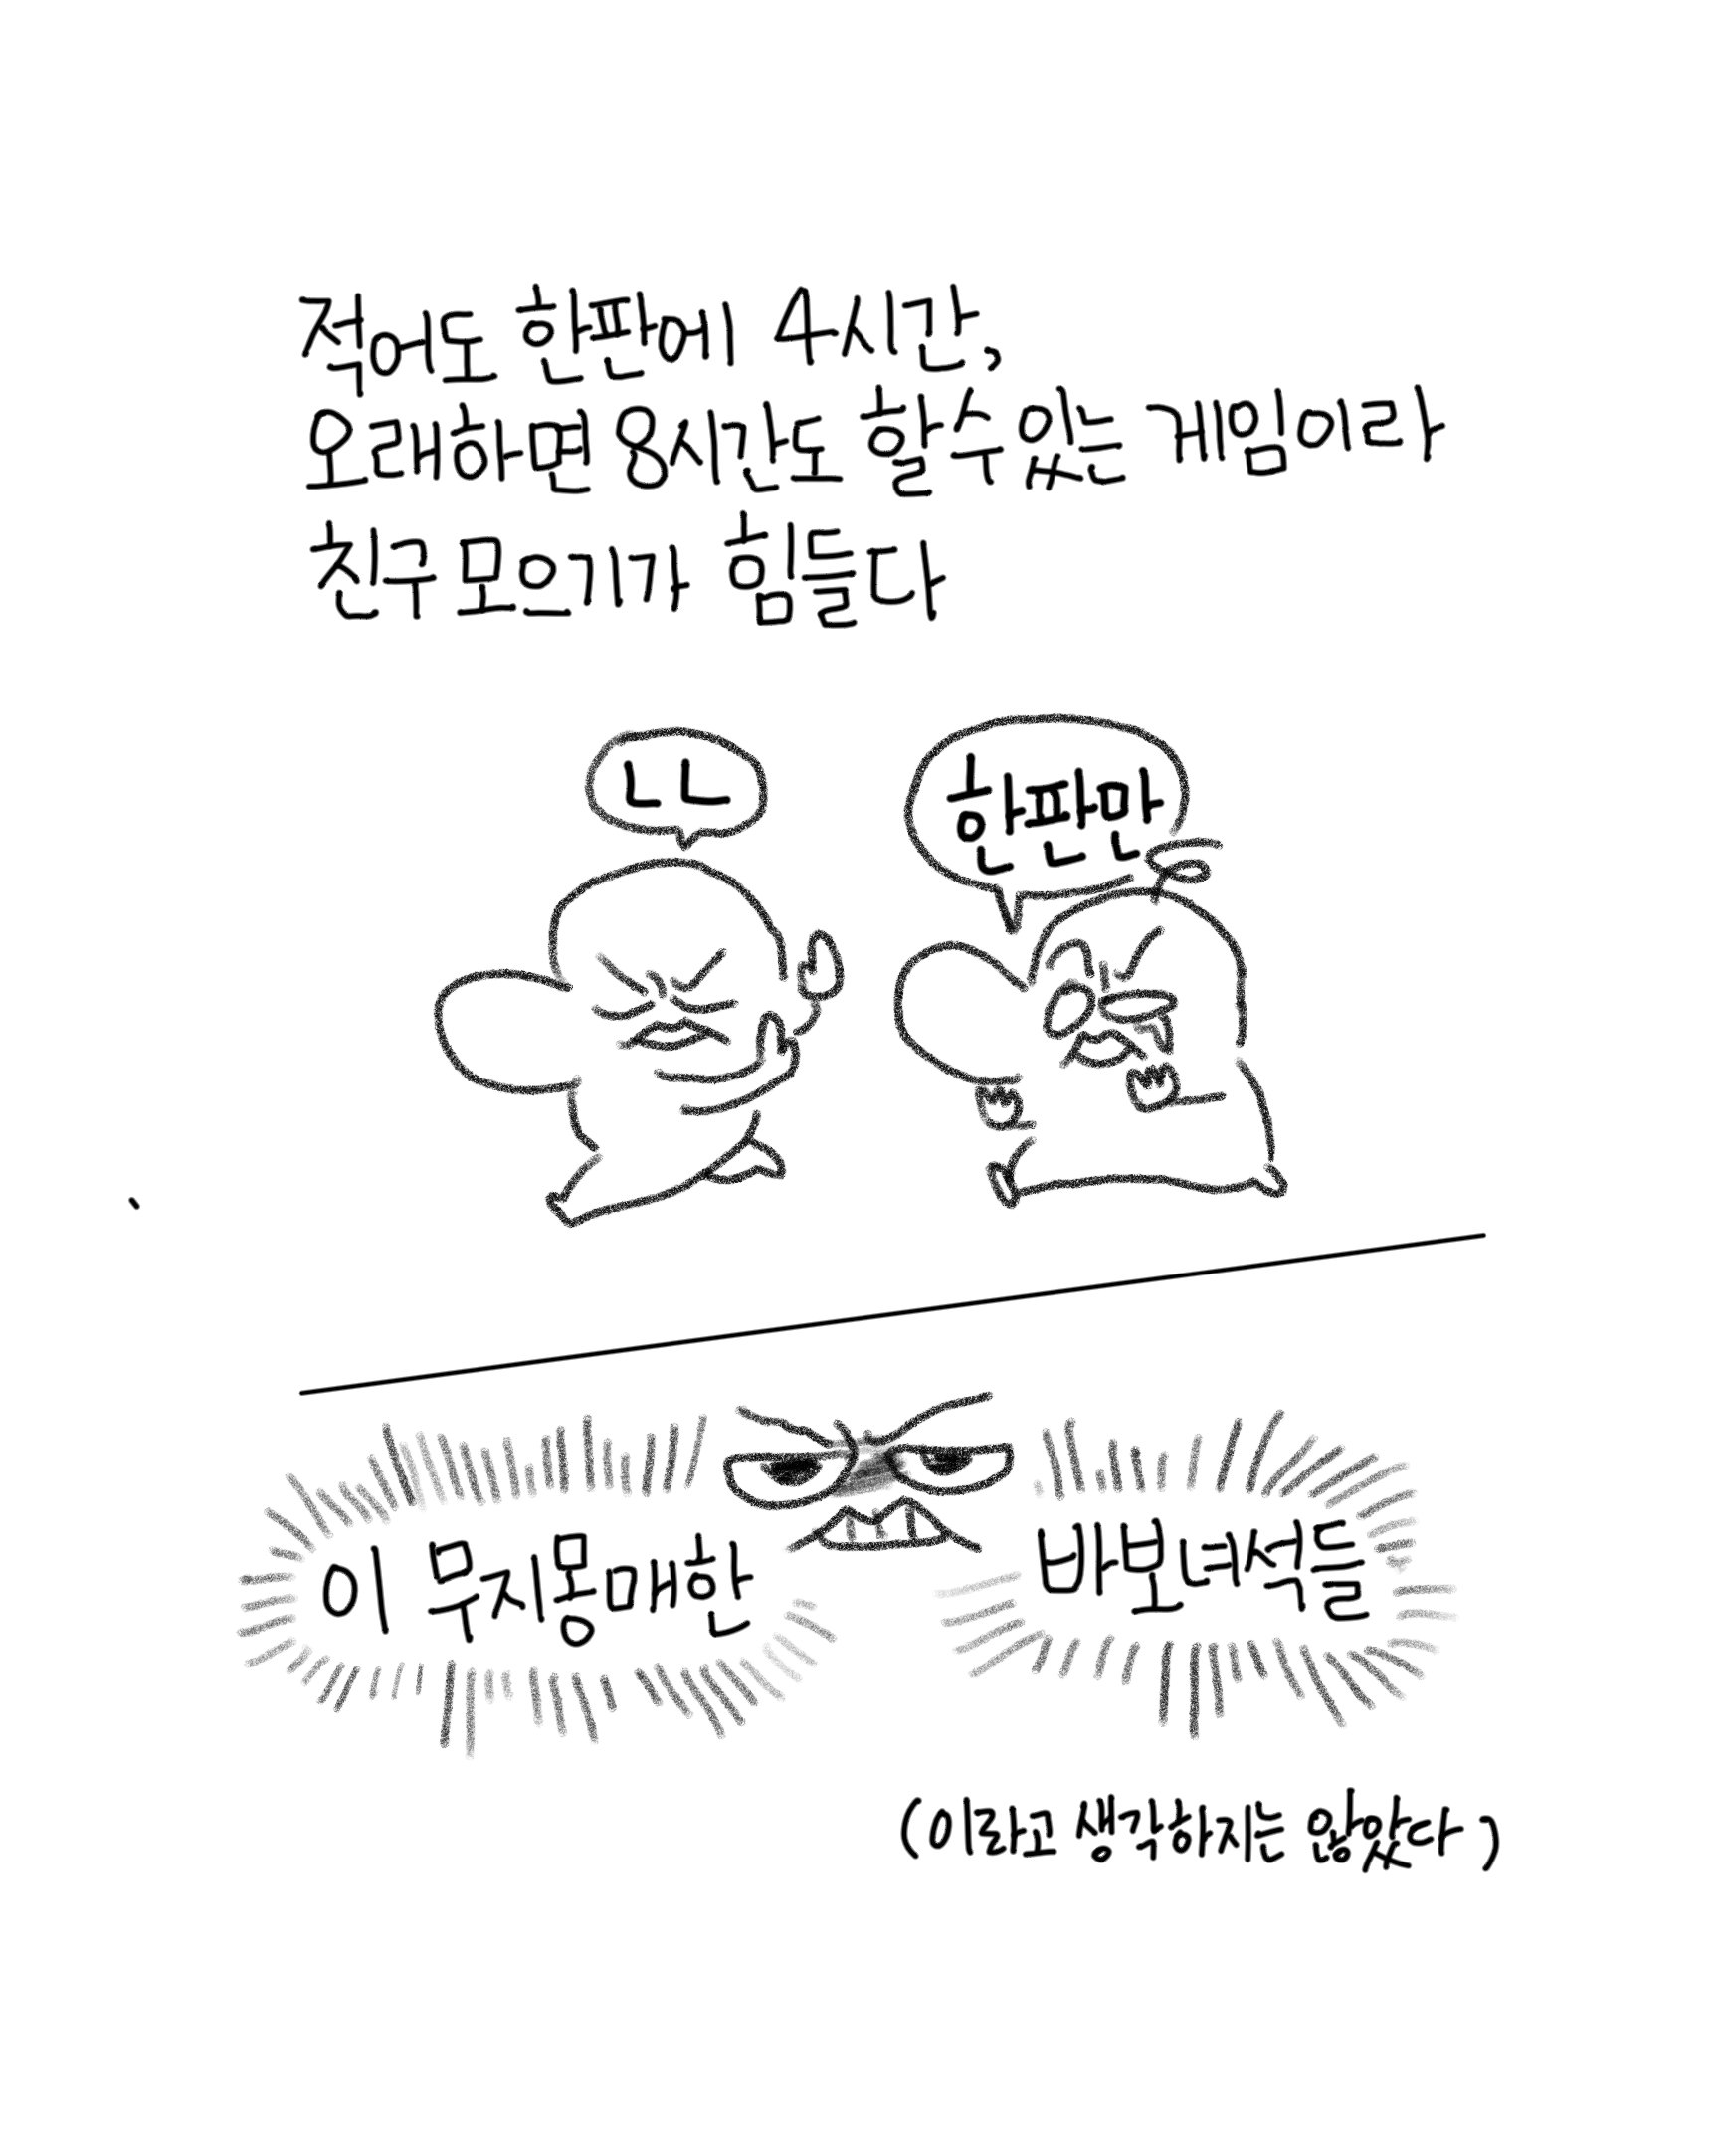 적어도 한판에 4시간,
오래하면 8시간도 할수있는 게임이라
친구 모으기가 힘들다
ㄴㄴ
한판만
이 무지몽매한
바보녀석들
(이라고 생각하지는 않았다)